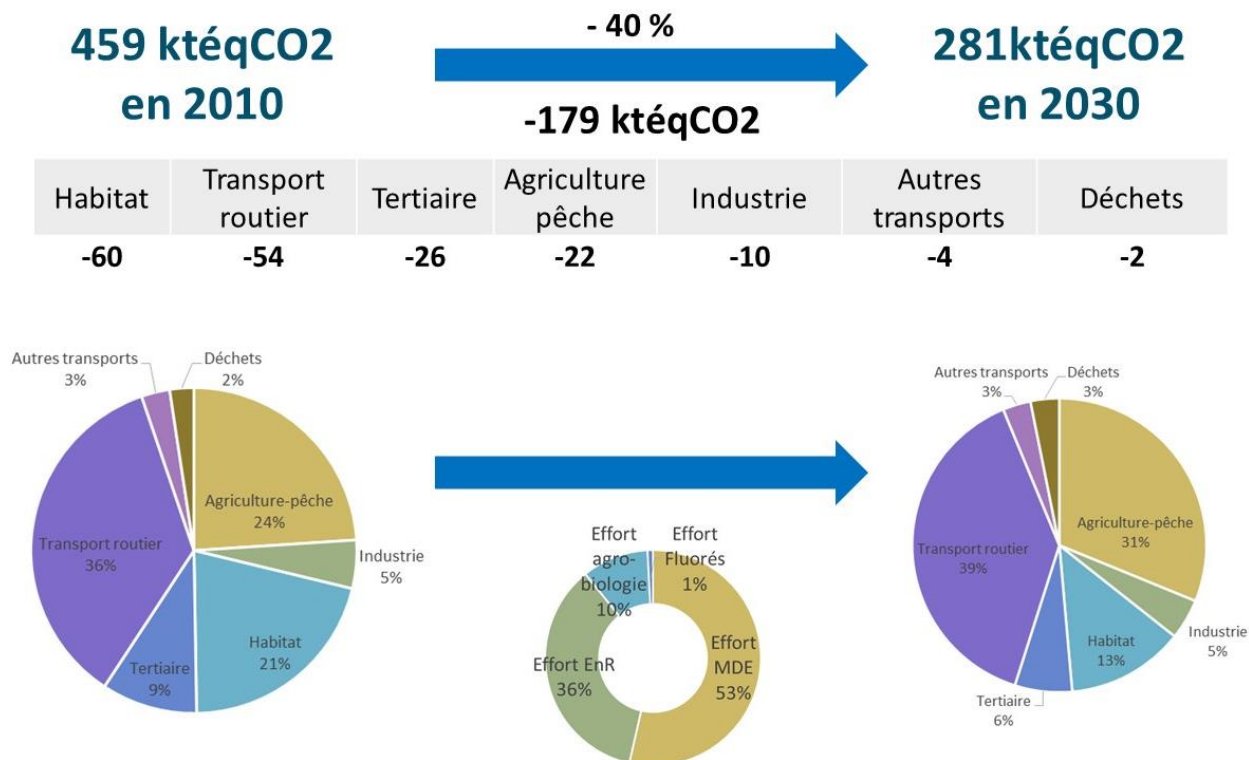 459 ktéqCO2
en 2010
- 40 %
-179 ktéqCO2
281ktéqCO2
en 2030
Habitat
Transport
routier
Tertiaire
Agriculture
pêche
Industrie
Autres
transports
Déchets
-60
-54
-26
-22
-10
-4
-2
Autres transports
3%
Déchets
2%
Agriculture-pêche
24%
Industrie
5%
Habitat
21%
Tertiaire
9%
Transport routier
36%
Effort
agro-
biologie
10%
Effort
Fluorés
1%
Effort
MDE
53%
Effort EnR
36%
Autres transports
3%
Déchets
3%
Agriculture-pêche
31%
Industrie
5%
Habitat
13%
Tertiaire
6%
Transport routier
39%